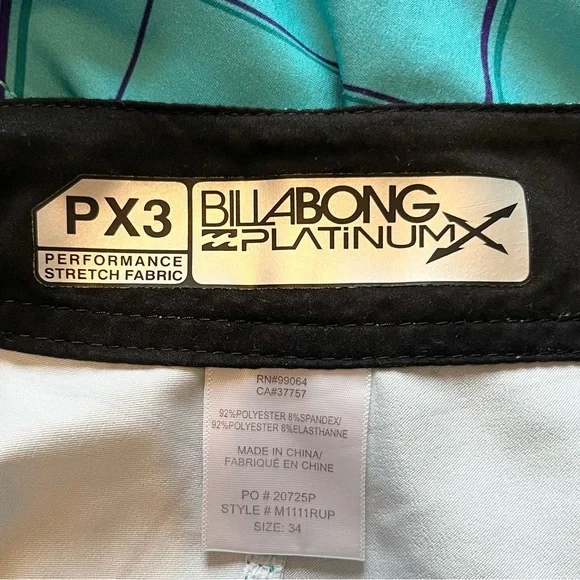 PX3
PERFORMANCE
STRETCH FABRIC
BILLABONG
PLATINUM X
RN#99064
CA#37757
92%POLYESTER 8%SPANDEX/
92%POLYESTER 8%ELASTHANNE
MADE IN CHINA/
FABRIQUÉ EN CHINE
PO # 20725P
STYLE # M1111RUP
SIZE: 34